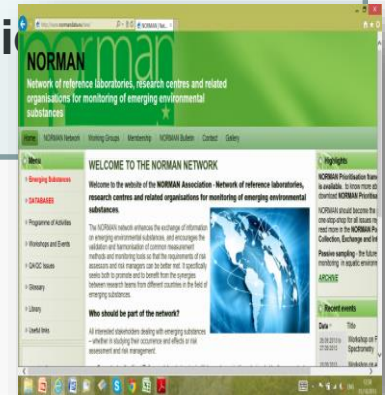 NORMAN | Net...
NORMAN
Network of reference laboratories, research centres and related
organisations for monitoring of emerging environmental
substances
Home NORMAN Network Working Groups Membership NORMAN Bulletin Contact Gallery
Menu
Emerging Substances
DATABASES
Programme of Activities
Workshops and Events
QA/QC Issues
Glossary
Library
Useful links
WELCOME TO THE NORMAN NETWORK
Welcome to the website of the NORMAN Association - Network of reference laboratories,
research centres and related organisations for monitoring of emerging environmental
substances.
The NORMAN network enhances the exchange of information
on emerging environmental substances, and encourages the
validation and harmonisation of common measurement
methods and monitoring tools so that the requirements of risk
assessors and risk managers can be better met. It specifically
seeks both to promote and to benefit from the synergies
between research teams from different countries in the field of
emerging substances.
Who should be part of the network?
All interested stakeholders dealing with emerging substances
– whether in studying their occurrence and effects or risk
assessment and risk management
Highlights
NORMAN Prioritisation
is available. to know more
download NORMAN
NORMAN should become the
one-stop-shop for all issues
read more in the NORMAN
Collection, Exchange and
Passive sampling - the future
monitoring in aquatic
ARCHIVE
Recent events
Date Title
Workshop on
Spectrometry